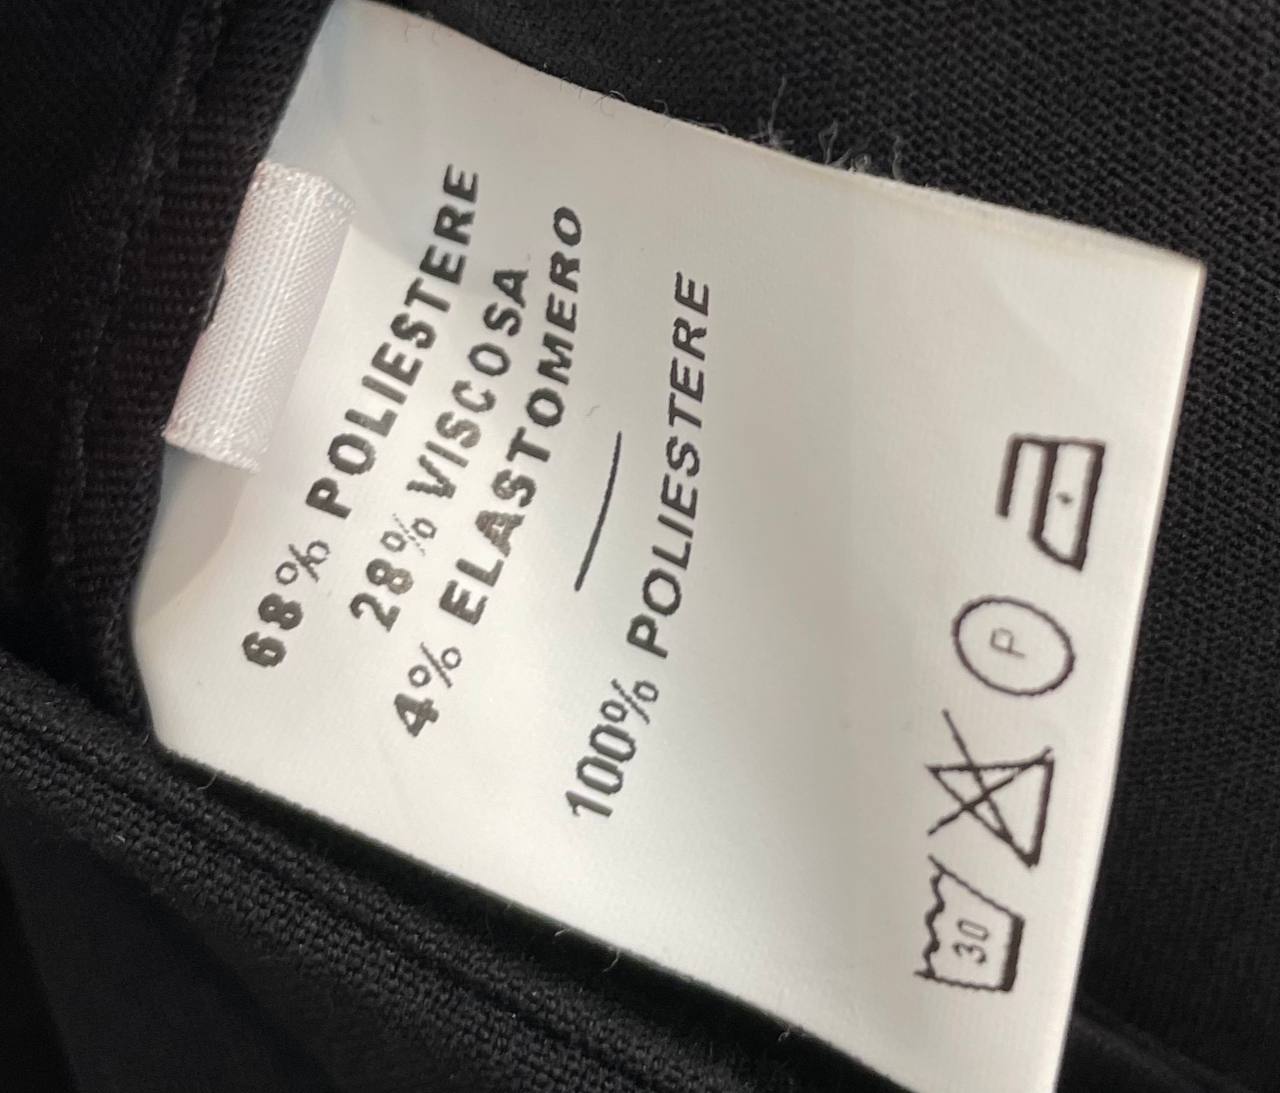 68% POLIESTERE
28% VISCOSA
4% ELASTOMERO
100% POLIESTERE
30 P